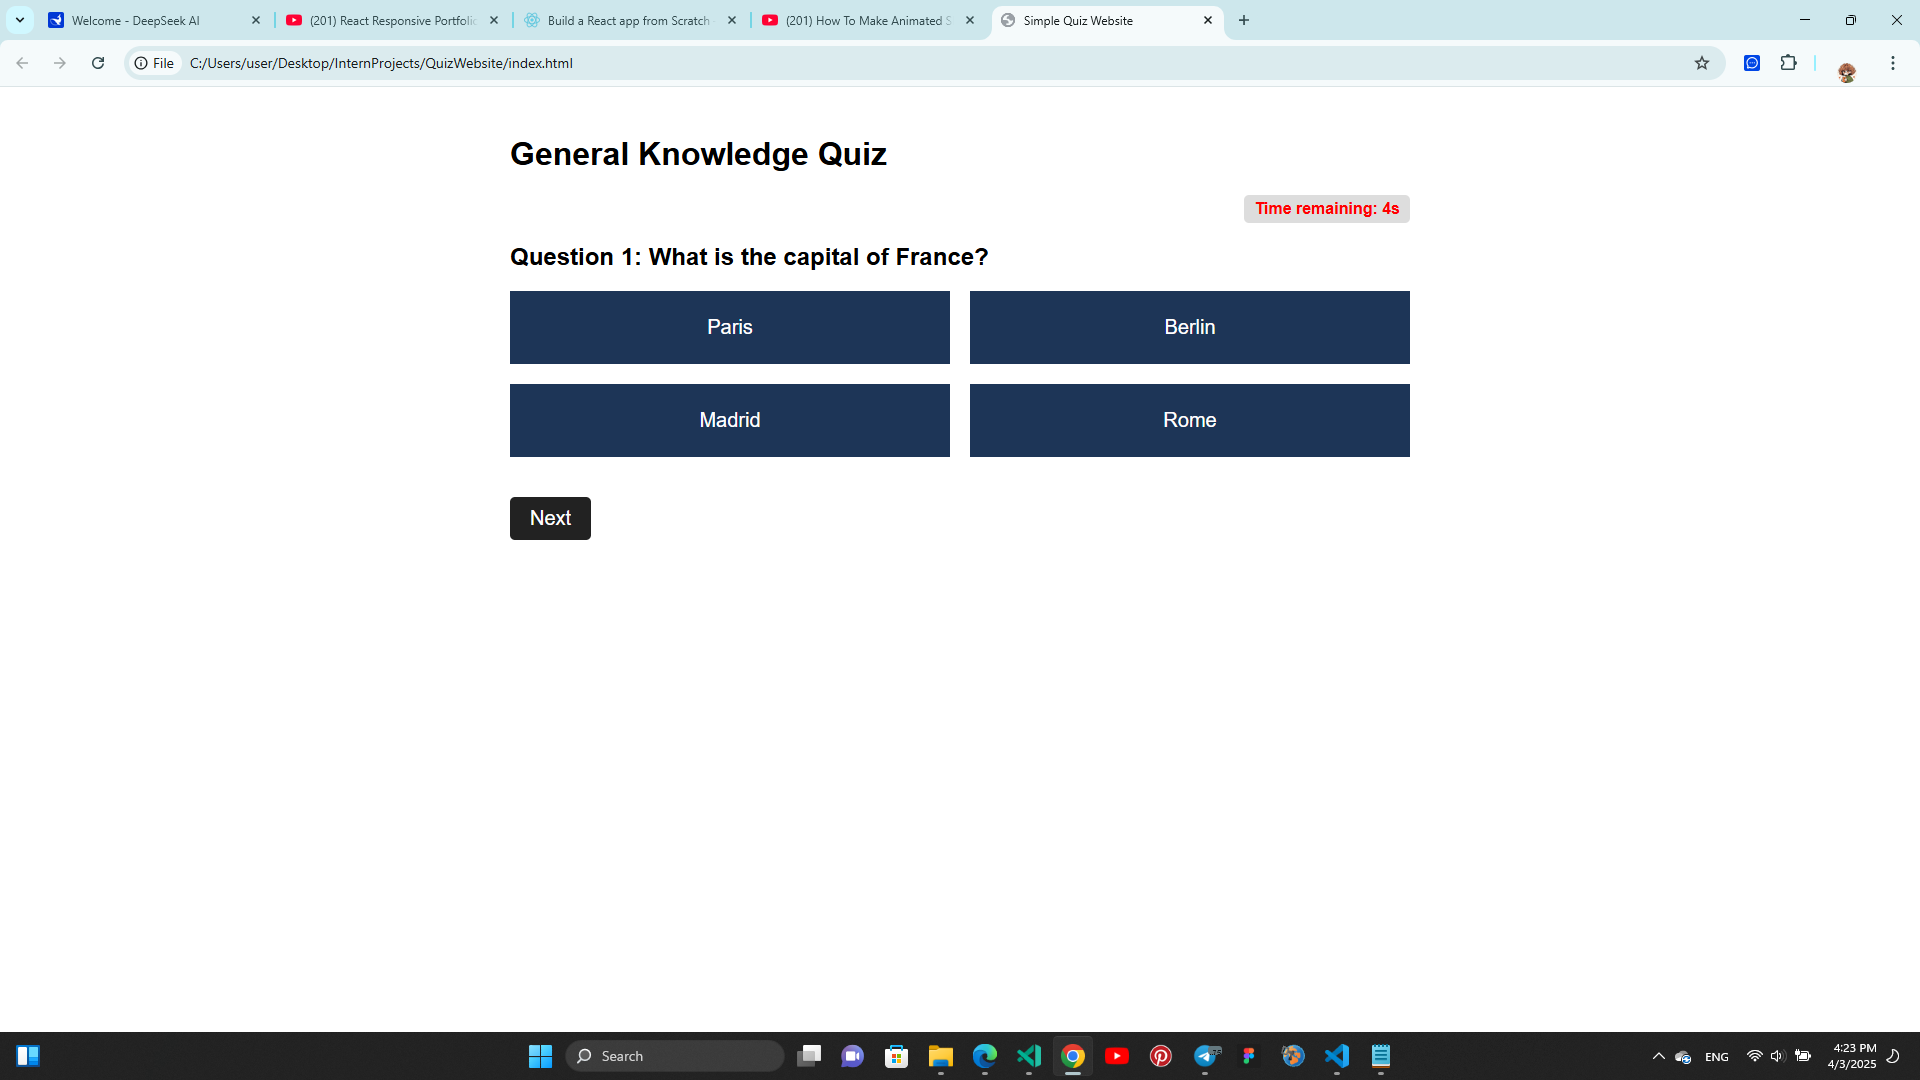 Welcome - DeepSeek AI
(201) React Responsive Portfolio
Build a React app from Scratch
(201) How To Make Animated S
Simple Quiz Website
File
C:/Users/user/Desktop/InternProjects/QuizWebsite/index.html
General Knowledge Quiz
Time remaining: 4s
Question 1: What is the capital of France?
Paris
Berlin
Madrid
Rome
Next
Search
ENG
4:23 PM
4/3/2025